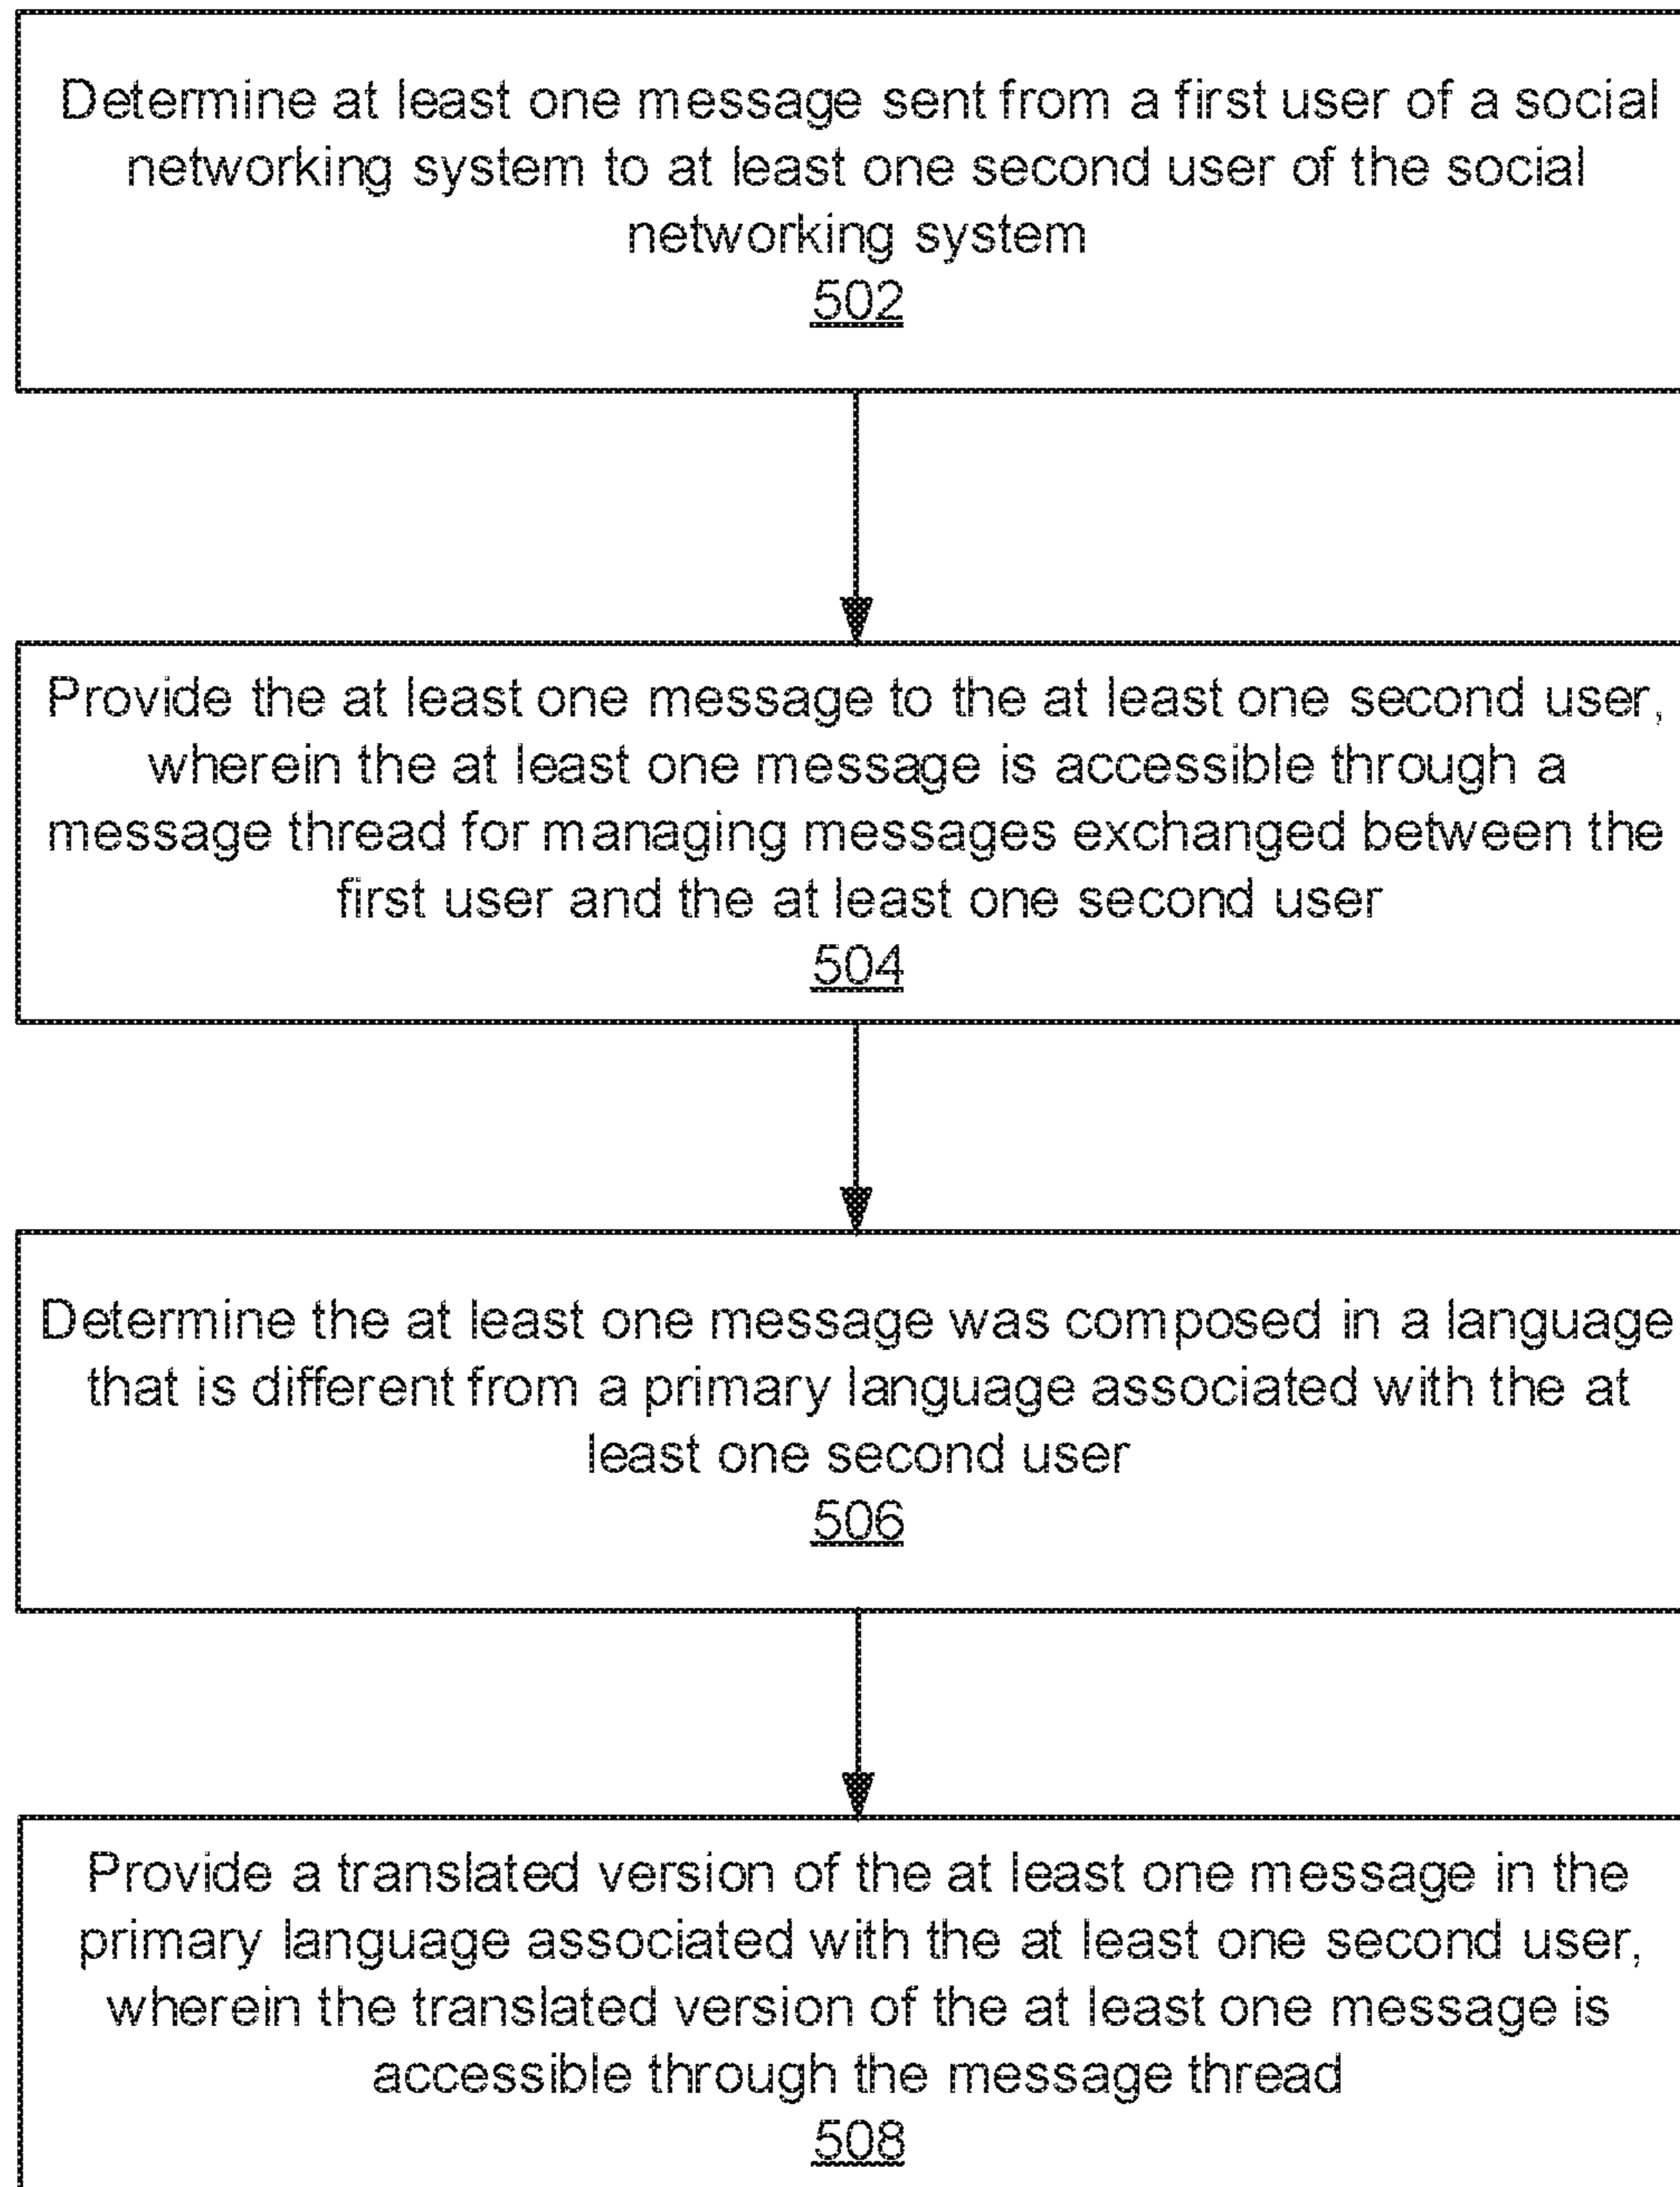 Determine at least one message sent from a first user of a social
networking system to at least one second user of the social
networking system
502
Provide the at least one message to the at least one second user,
wherein the at least one message is accessible through a
message thread for managing messages exchanged between the
first user and the at least one second user
504
Determine the at least one message was composed in a language
that is different from a primary language associated with the at
least one second user
506
Provide a translated version of the at least one message in the
primary language associated with the at least one second user,
wherein the translated version of the at least one message is
accessible through the message thread
508